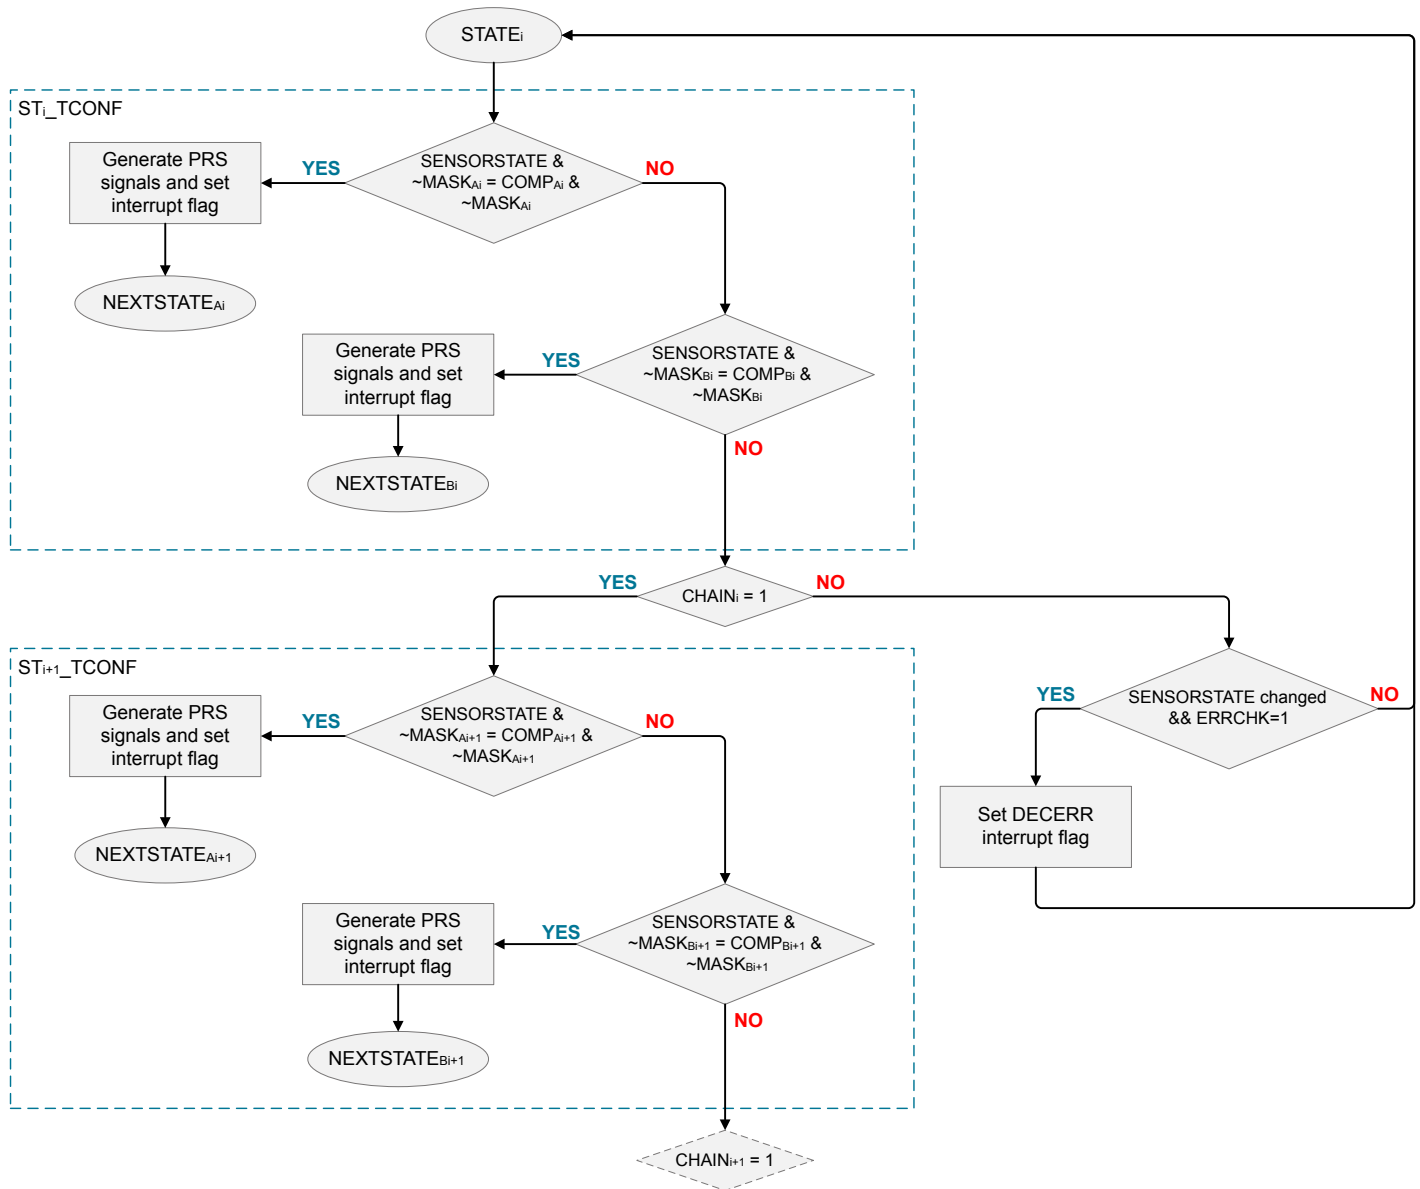 STATEi
STi_TCONF
Generate PRS
signals and set
interrupt flag
YES
SENSORSTATE &
~MASKAi = COMPAi &
~MASKAi
NO
NEXTSTATEAi
Generate PRS
signals and set
interrupt flag
YES
SENSORSTATE &
~MASKBi = COMPBi &
~MASKBi
NO
NEXTSTATEBi
YES
CHAINi = 1
NO
STi+1_TCONF
Generate PRS
signals and set
interrupt flag
YES
SENSORSTATE &
~MASKAi+1 = COMPAi+1 &
~MASKAi+1
NO
YES
SENSORSTATE changed
&& ERRCHK=1
NO
Set DECERR
interrupt flag
NEXTSTATEAi+1
Generate PRS
signals and set
interrupt flag
YES
SENSORSTATE &
~MASKBi+1 = COMPBi+1 &
~MASKBi+1
NO
NEXTSTATEBi+1
CHAINi+1 = 1